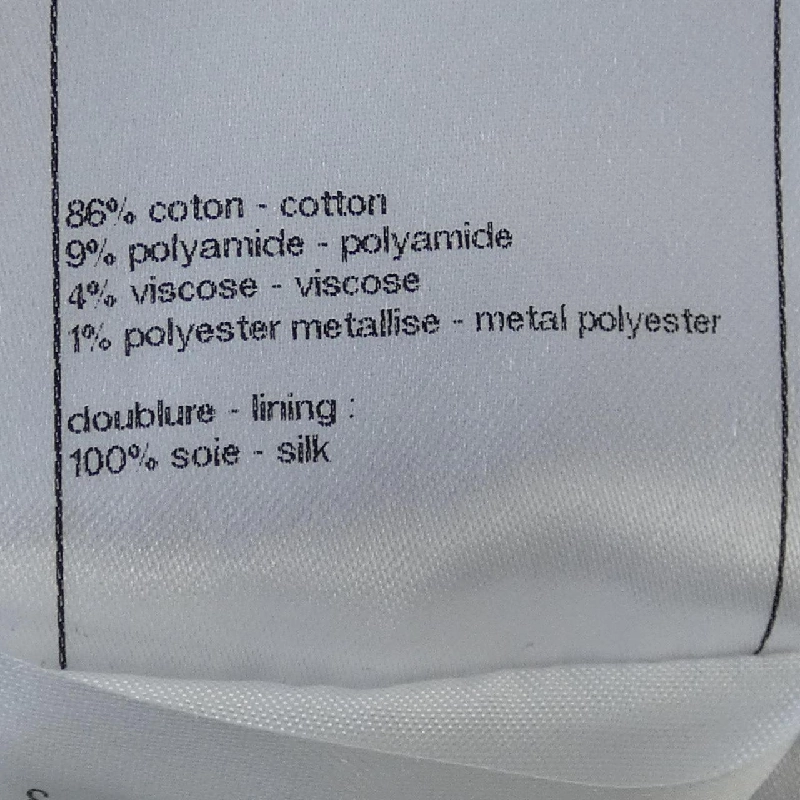 86% coton - cotton
9% polyamide - polyamide
4% viscose - viscose
1% polyester metallise - metal polyester
doublure - lining :
100% soie - silk